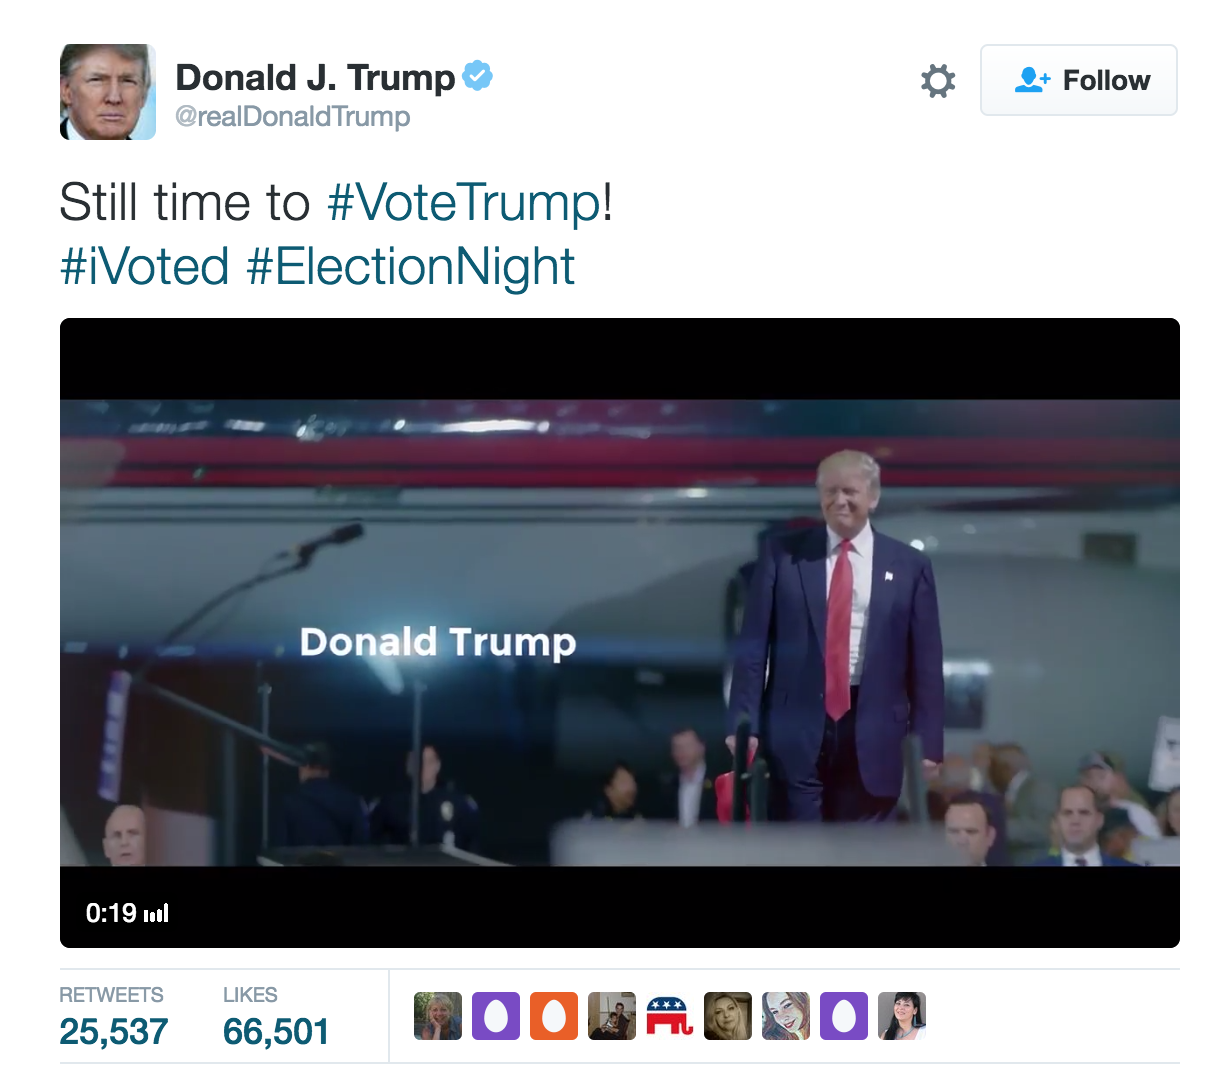 Donald J. Trump
@realDonaldTrump
Follow
Still time to #VoteTrump!
#iVoted #ElectionNight
Donald Trump
0:19
RETWEETS
LIKES
25,537
66,501